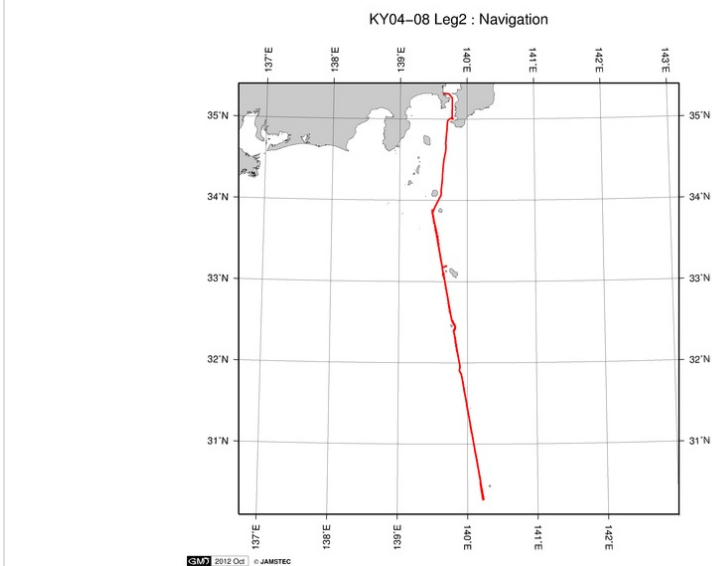 KY04-08 Leg2 : Navigation
137°E 138°E 139°E 140°E 141°E 142°E 143°E
35°N 35°N
34°N 34°N
33°N 33°N
32°N 32°N
31°N 31°N
137°E 138°E 139°E 140°E 141°E 142°E
GMD 2012 Oct © JAMSTEC